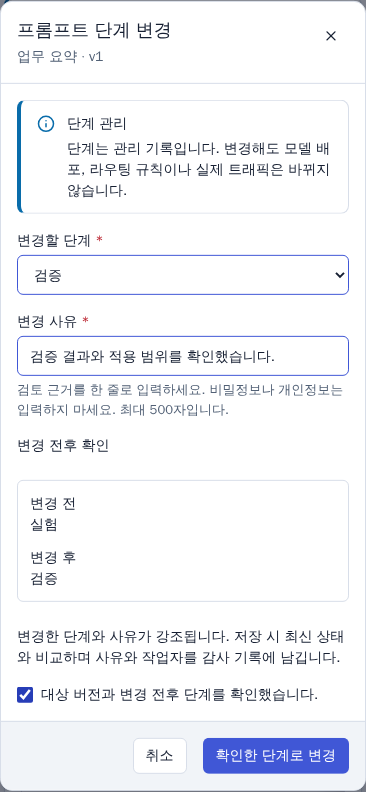 프롬프트 단계 변경
업무 요약 · v1
단계 관리
단계는 관리 기록입니다. 변경해도 모델 배
포, 라우팅 규칙이나 실제 트래픽은 바뀌지
않습니다.
변경할 단계 *
검증
변경 사유 *
검증 결과와 적용 범위를 확인했습니다.
검토 근거를 한 줄로 입력하세요. 비밀정보나 개인정보는
입력하지 마세요. 최대 500자입니다.
변경 전후 확인
변경 전
실험
변경 후
검증
변경한 단계와 사유가 강조됩니다. 저장 시 최신 상태
와 비교하며 사유와 작업자를 감사 기록에 남깁니다.
대상 버전과 변경 전후 단계를 확인했습니다.
취소
확인한 단계로 변경